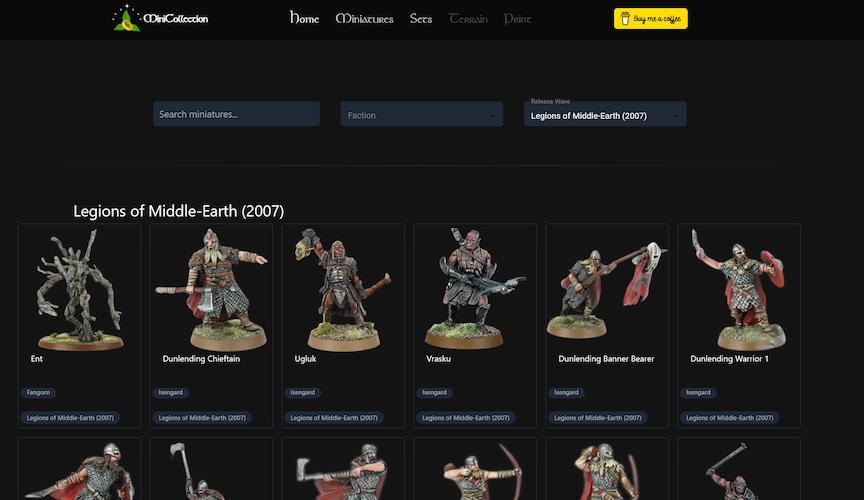 MiniCollection
Home Miniatures Sets Terrain Print
Buy me a coffee
Search miniatures...
Faction
Release Wave
Legions of Middle-Earth (2007)
Legions of Middle-Earth (2007)
Ent
Dunlending Chieftain
Ugluk
Vrasku
Dunlending Banner Bearer
Dunlending Warrior 1
Fangorn
Isengard
Isengard
Isengard
Isengard
Isengard
Legions of Middle-Earth (2007)
Legions of Middle-Earth (2007)
Legions of Middle-Earth (2007)
Legions of Middle-Earth (2007)
Legions of Middle-Earth (2007)
Legions of Middle-Earth (2007)